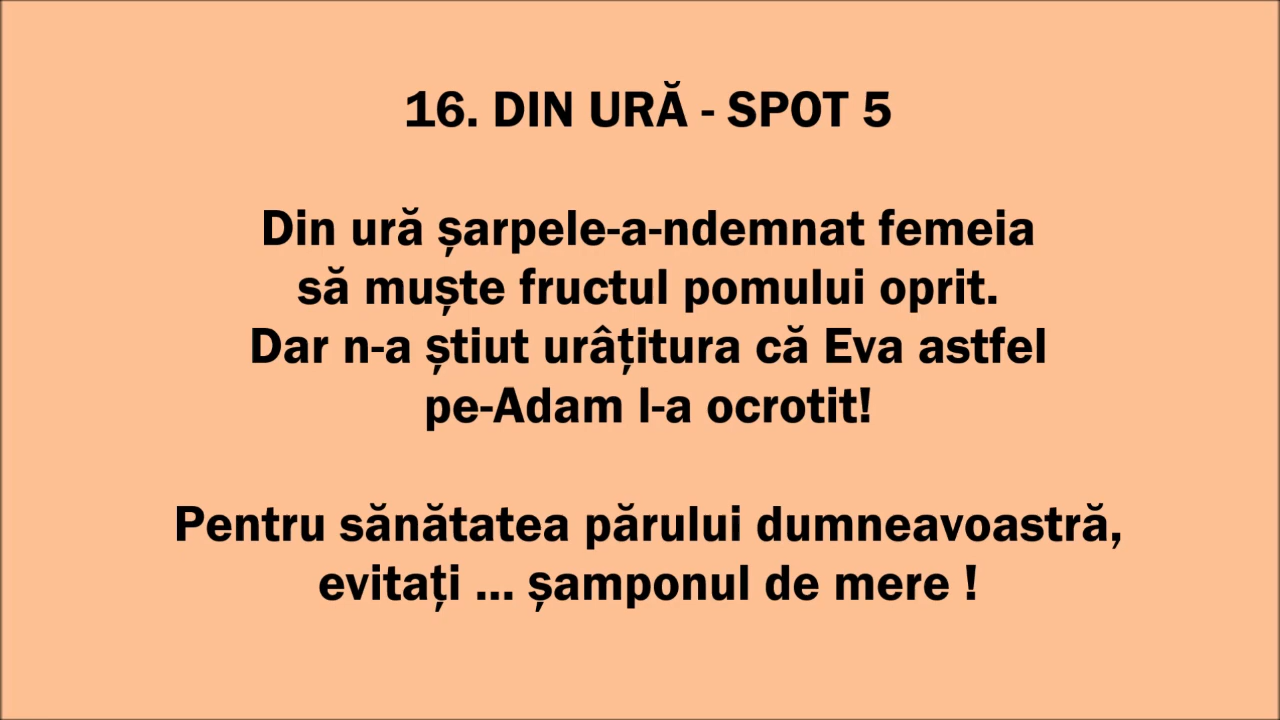 16. DIN URĂ - SPOT 5
Din ură șarpele-a-ndemnat femeia
să muște fructul pomului oprit.
Dar n-a știut urâțitura că Eva astfel
pe-Adam l-a ocrotit!
Pentru sănătatea părului dumneavoastră,
evitați ... șamponul de mere !